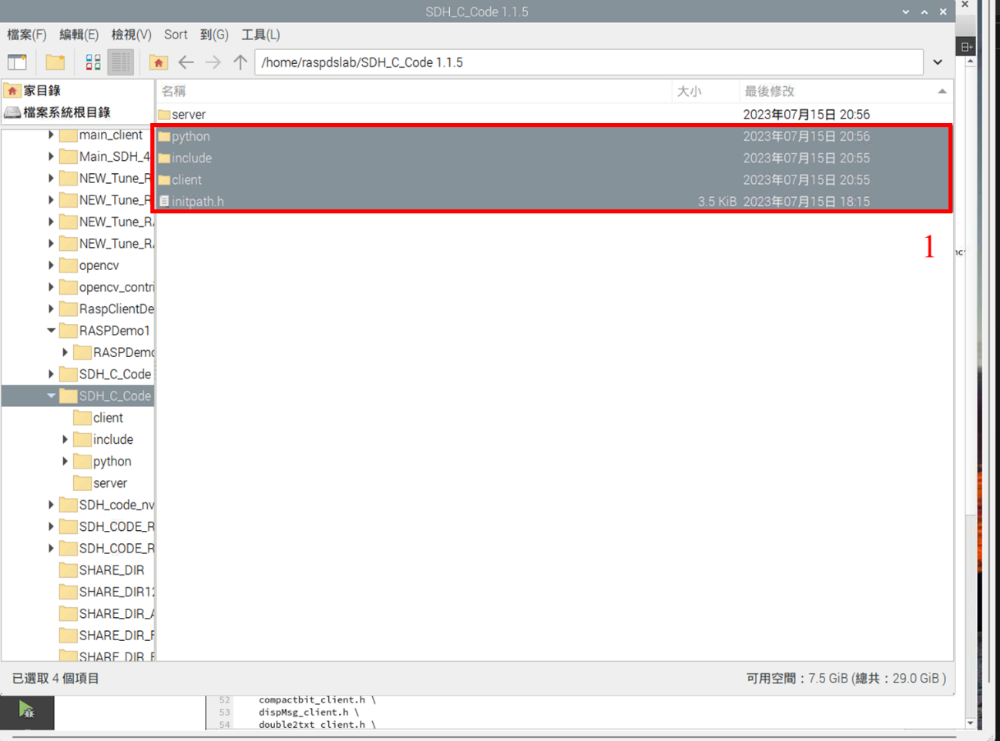 SDH_C_Code 1.1.5
檔案(F) 編輯(E) 檢視(V) Sort 到(G) 工具(L)
/home/raspdslab/SDH_C_Code 1.1.5
家目錄
檔案系統根目錄
main_client
Main_SDH_4
NEW_Tune_R
NEW_Tune_R
NEW_Tune_R
NEW_Tune_R
opencv
opencv_contri
RaspClientDe
RASPDemo1
RASPDemo
SDH_C_Code
SDH_C_Code
client
include
python
server
SDH_code_nv
SDH_CODE_R
SDH_CODE_R
SHARE_DIR
SHARE_DIR12
SHARE_DIR_A
SHARE_DIR_F
SHARE_DIR_F
名稱 大小 最後修改
server 2023年07月15日 20:56
python 2023年07月15日 20:56
include 2023年07月15日 20:55
client 2023年07月15日 20:55
initpath.h 3.5 KiB 2023年07月15日 18:15
1
已選取 4 個項目
可用空間：7.5 GiB (總共：29.0 GiB )
52 compactbit_client.h \
53 dispMsg_client.h \
54 double2txt_client.h \